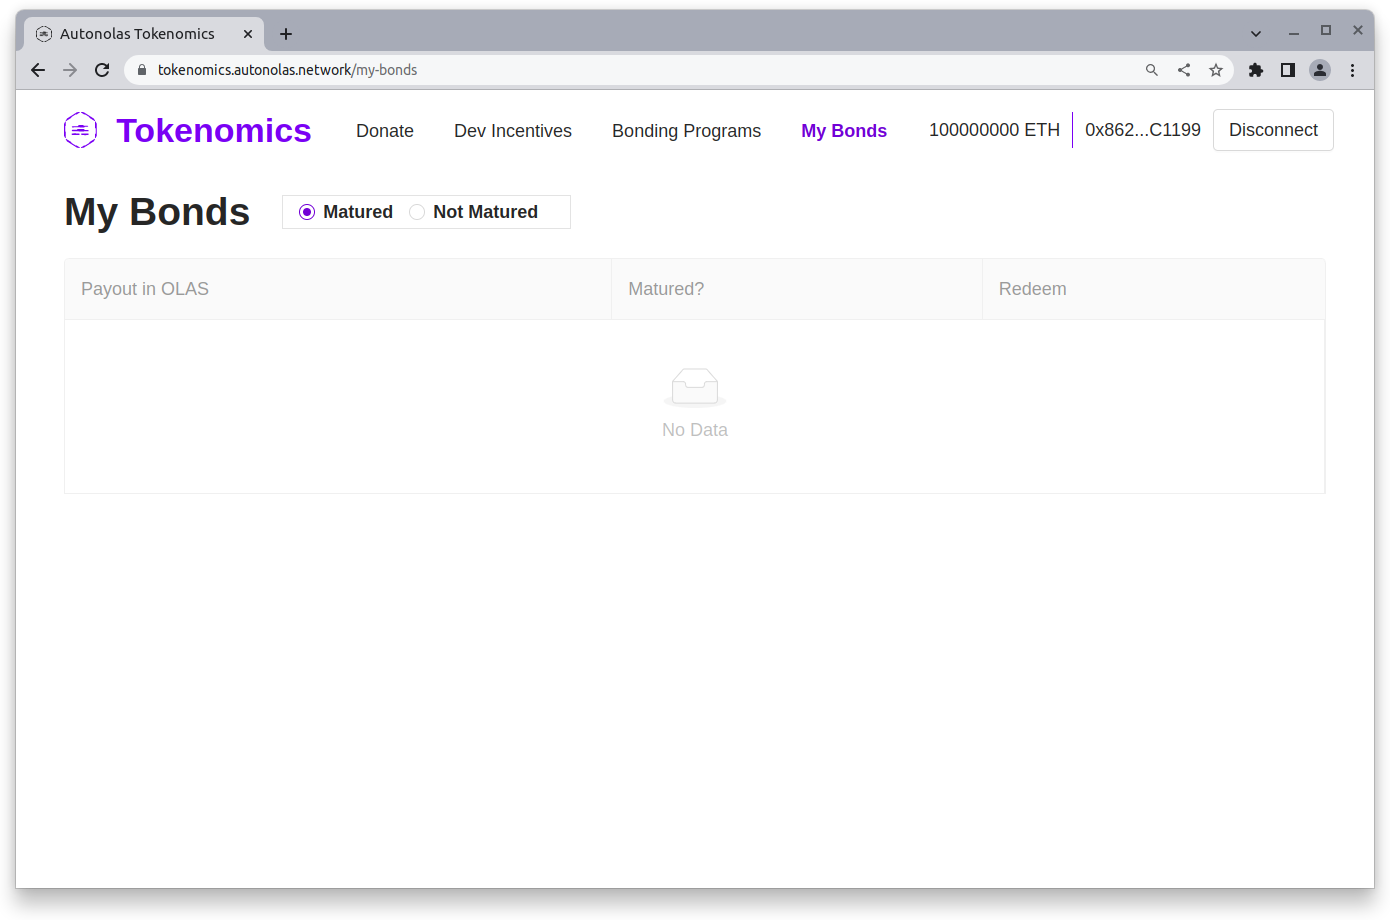 Autonolas Tokenomics
tokenomics.autonolas.network/my-bonds
Tokenomics Donate Dev Incentives Bonding Programs My Bonds 100000000 ETH 0x862...C1199 Disconnect
My Bonds Matured Not Matured
Payout in OLAS Matured? Redeem
No Data